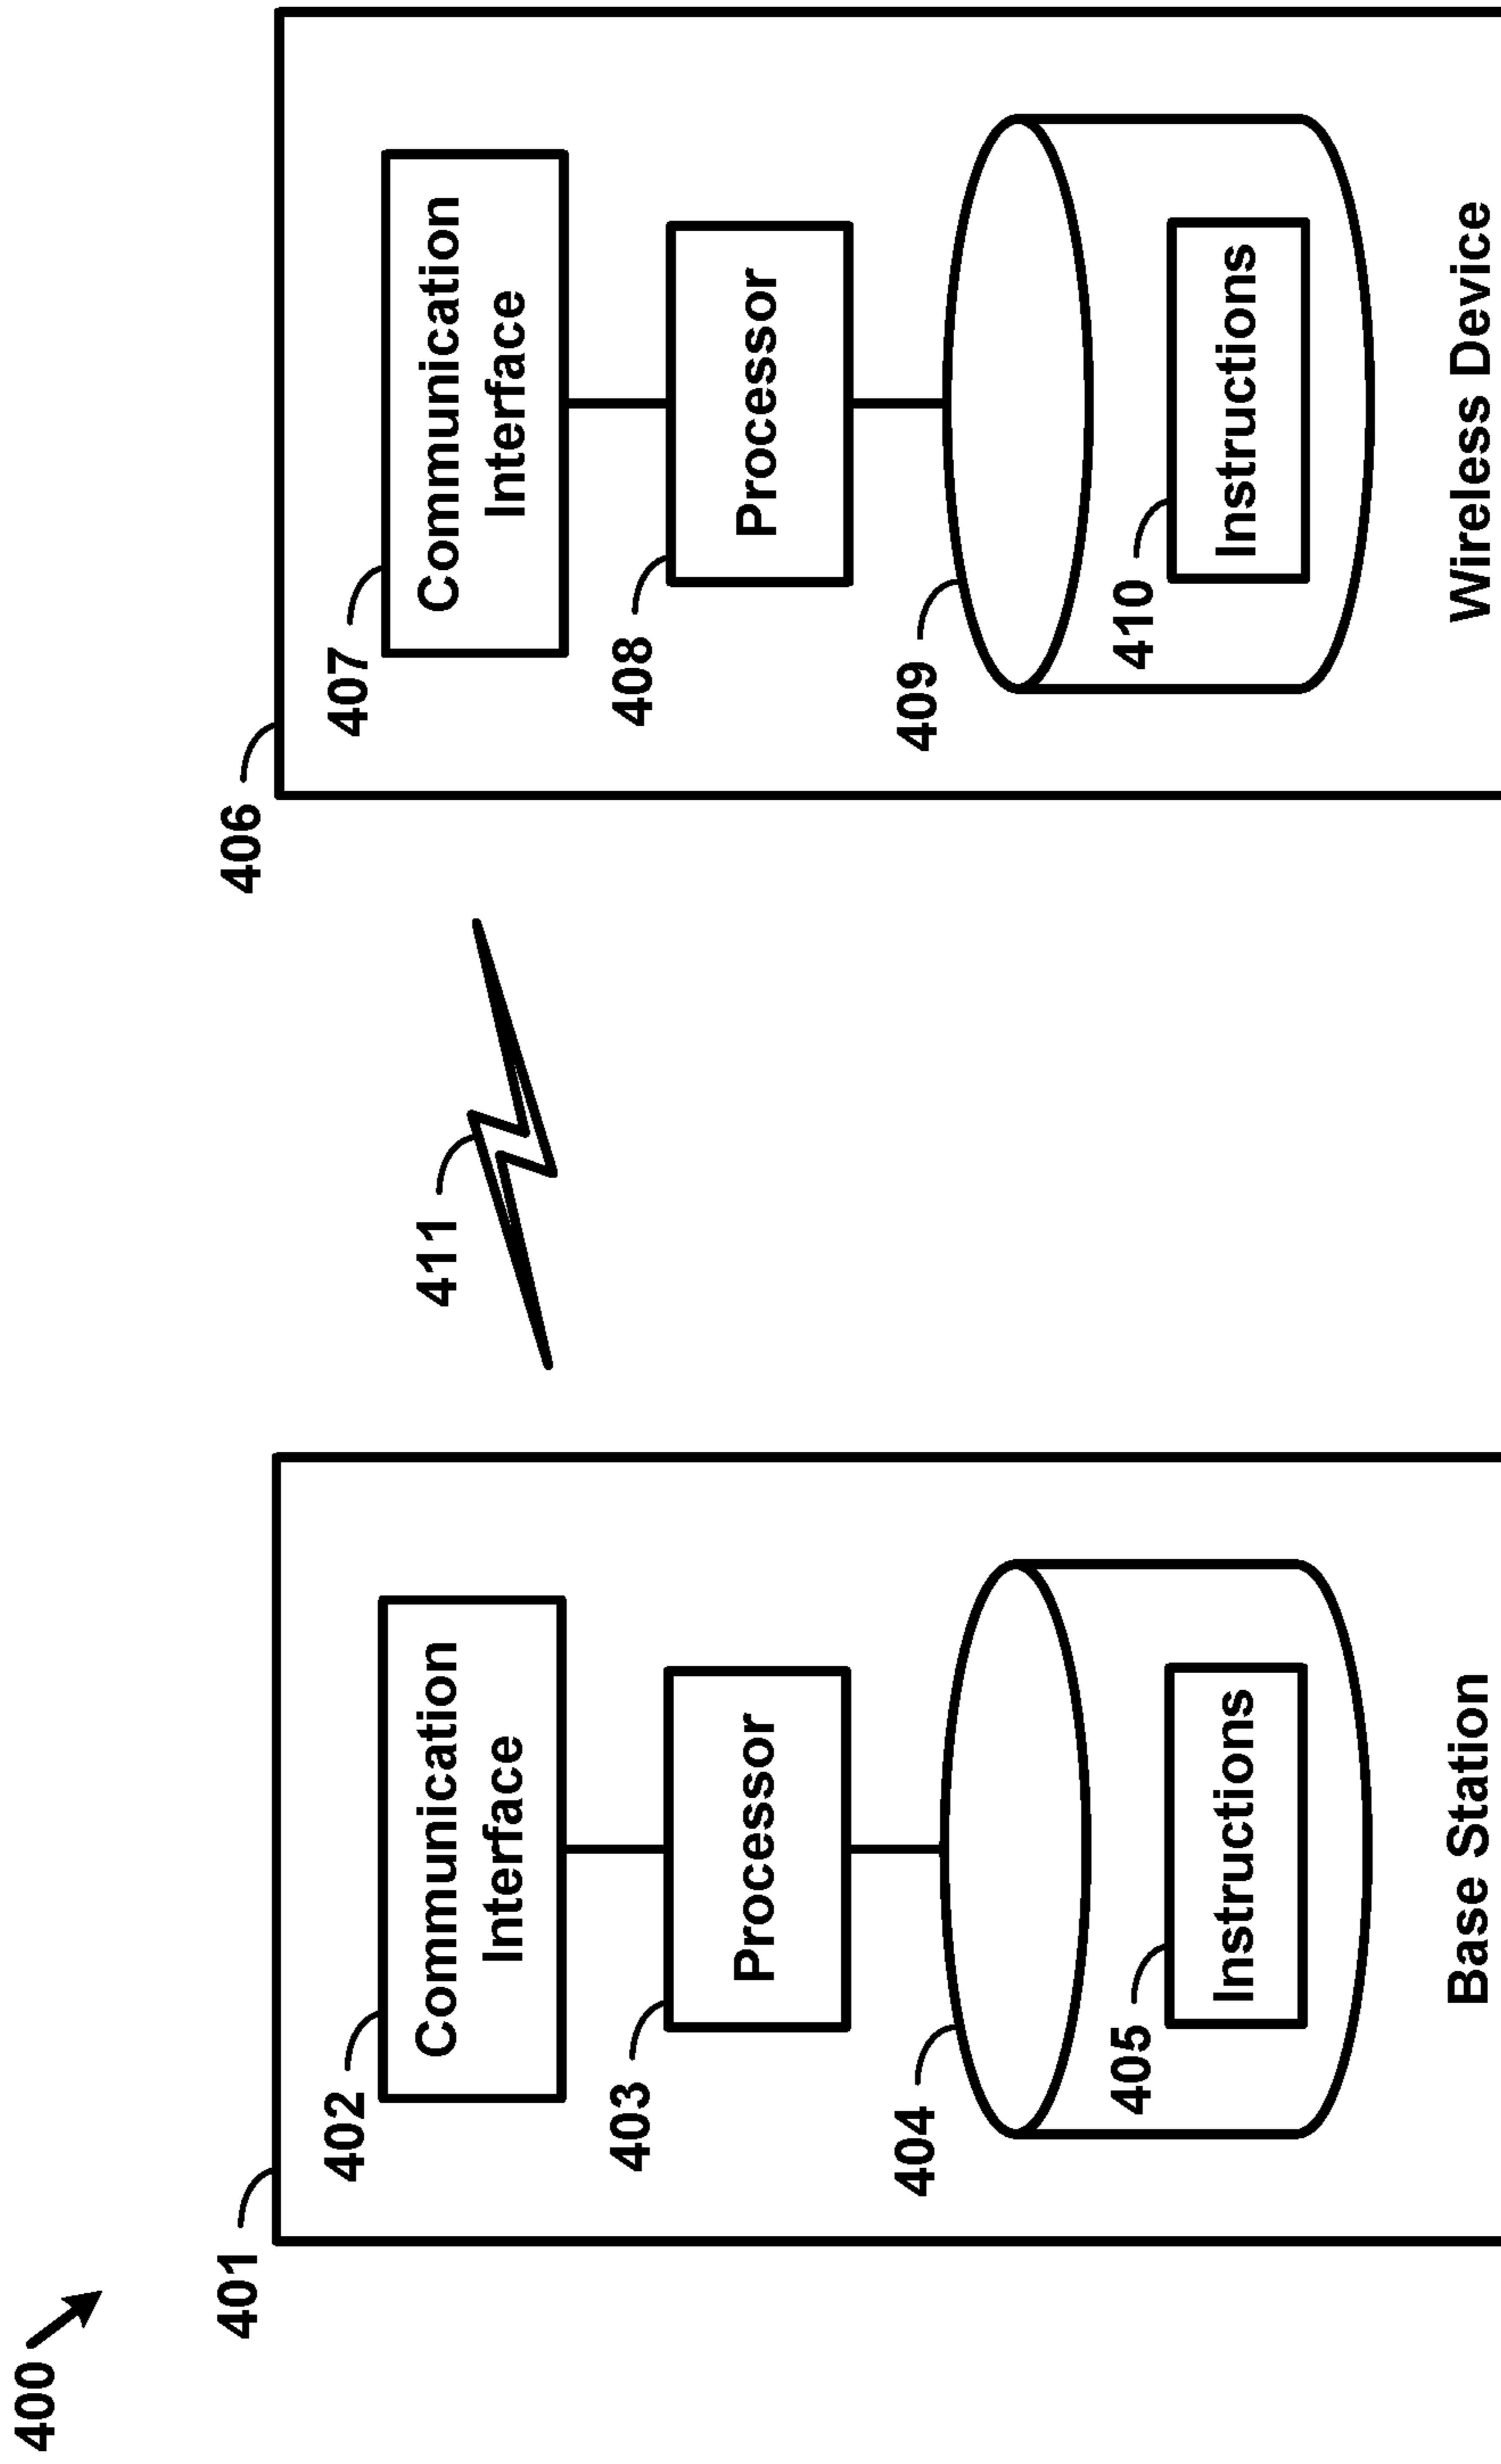 400
401
402
Communication
Interface
403
Processor
404
405
Instructions
Base Station
411
406
407
Communication
Interface
408
Processor
409
410
Instructions
Wireless Device